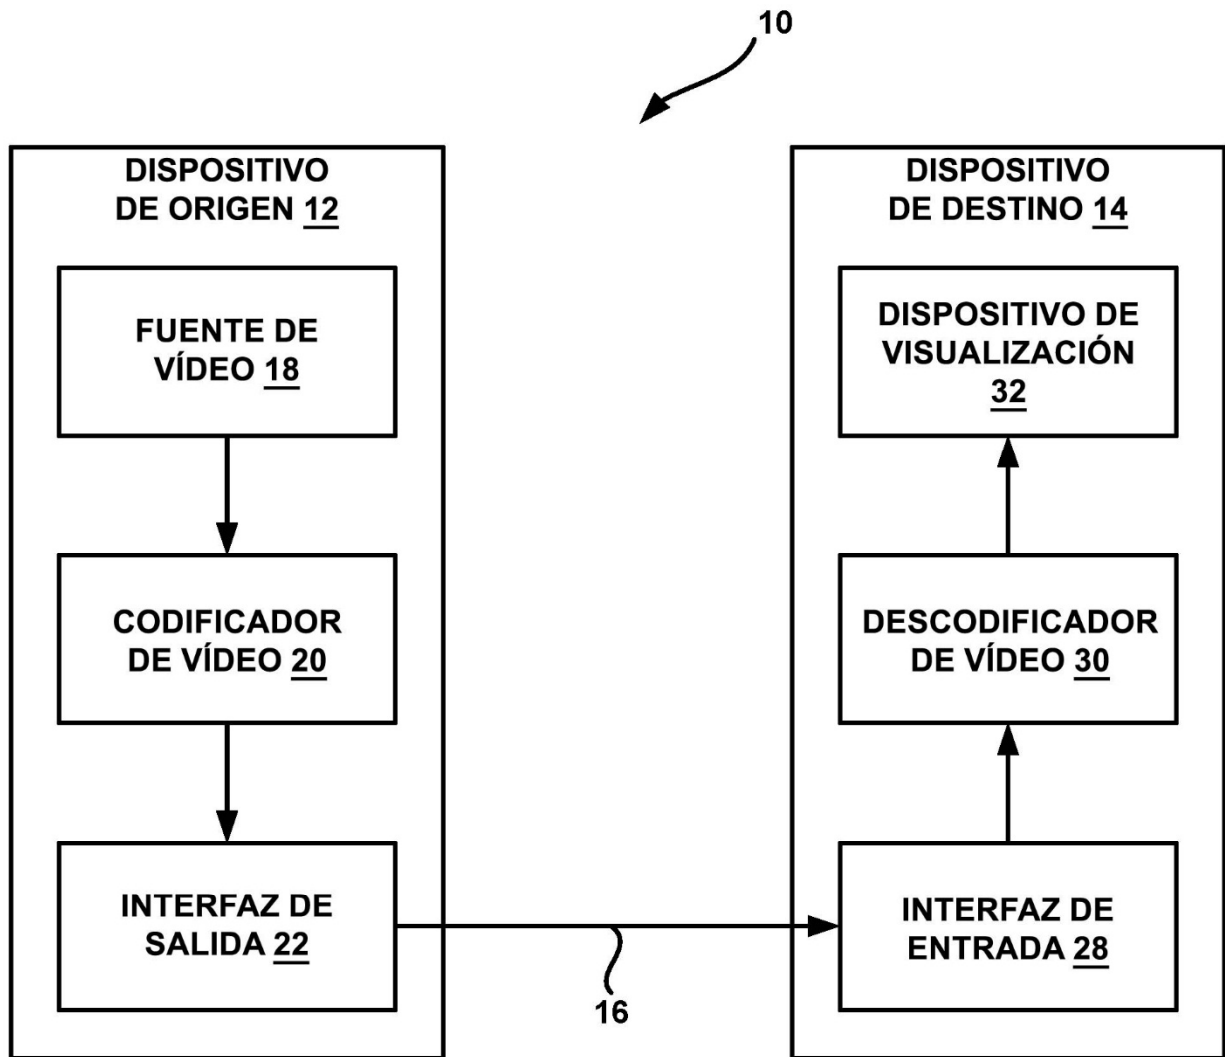 10
DISPOSITIVO
DE ORIGEN 12
FUENTE DE
VÍDEO 18
CODIFICADOR
DE VÍDEO 20
INTERFAZ DE
SALIDA 22
16
DISPOSITIVO
DE DESTINO 14
DISPOSITIVO DE
VISUALIZACIÓN
32
DESCODIFICADOR
DE VÍDEO 30
INTERFAZ DE
ENTRADA 28